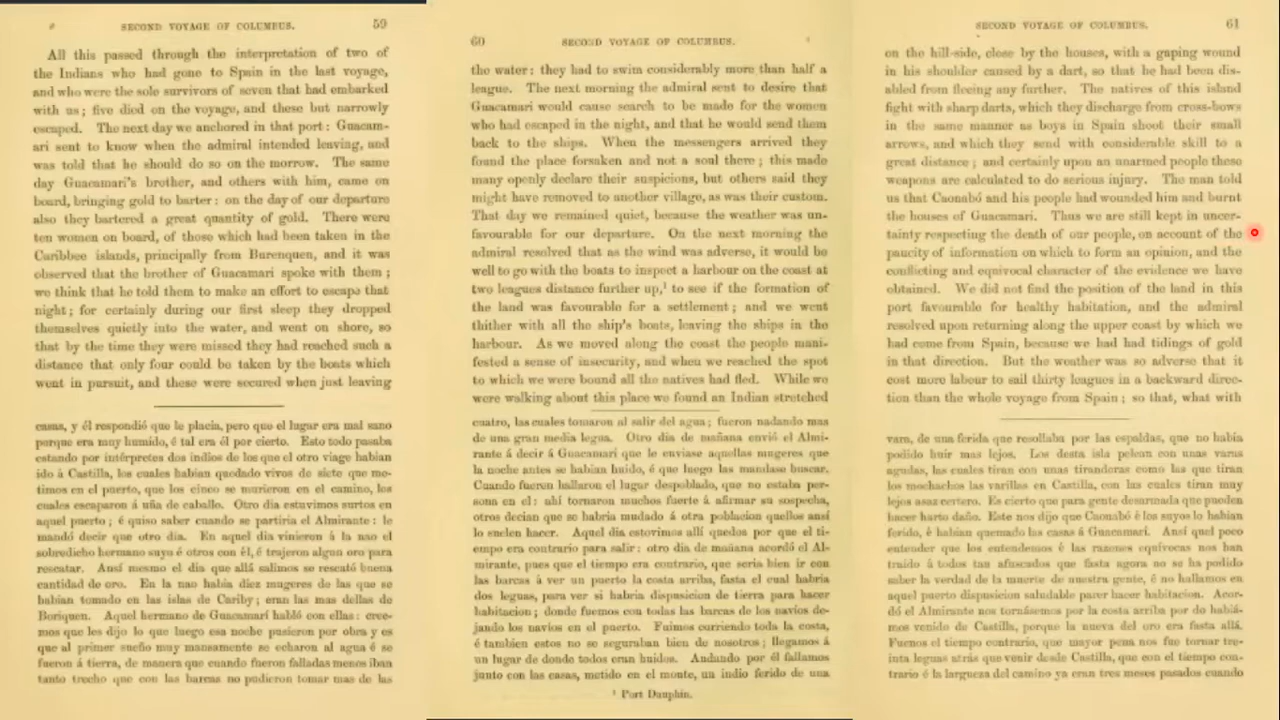 SECOND VOYAGE OF COLUMBUS. 59
All this passed through the interpretation of two of
the Indians who had gone to Spain in the last voyage,
and who were the sole survivors of seven that had embarked
with us; five died on the voyage, and these but narrowly
escaped. The next day we anchored in that port: Guacam-
ari sent to know when the admiral intended leaving, and
was told that he should do so on the morrow. The same
day Guacamari's brother, and others with him, came on
board, bringing gold to barter: on the day of our departure
also they bartered a great quantity of gold. There were
ten women on board, of those which had been taken in the
Caribbee islands, principally from Burenquen, and it was
observed that the brother of Guacamari spoke with them;
we think that he told them to make an effort to escape that
night; for certainly during our first sleep they dropped
themselves quietly into the water, and went on shore, so
that by the time they were missed they had reached such a
distance that only four could be taken by the boats which
went in pursuit, and these were secured when just leaving
casas, y él respondió que le placia, pero que el lugar era mal sano
porque era muy humido, é tal era él por cierto. Esto todo pasaba
estando por intérpretes dos indios de los que el otro viage habian
ido á Castilla, los cuales habian quedado vivos de siete que me-
timos en el puerto, que los cinco se murieron en el camino, los
cuales escaparon á uña de caballo. Otro dia estuvimos surtos en
aquel puerto; é quiso saber cuando se partiria el Almirante: le
mandó decir que otro dia. En aquel dia vinieron á la nao el
sobredicho hermano suyo é otros con él, é trajeron algun oro para
rescatar. Ansí mesmo el dia que allá salimos se rescató buena
cantidad de oro. En la nao habia diez mugeres de las que se
habian tomado en las islas de Cariby; eran las mas dellas de
Boriquen. Aquel hermano de Guacamarí habló con ellas: cree-
mos que les dijo lo que luego esa noche pusieron por obra y es
que al primer sueño muy mansamente se echaron al agua é se
fueron á tierra, de manera que cuando fueron falladas menos iban
tanto trecho que con las barcas no pudieron tomar mas de las
60 SECOND VOYAGE OF COLUMBUS.
the water: they had to swim considerably more than half a
league. The next morning the admiral sent to desire that
Guacamari would cause search to be made for the women
who had escaped in the night, and that he would send them
back to the ships. When the messengers arrived they
found the place forsaken and not a soul there; this made
many openly declare their suspicions, but others said they
might have removed to another village, as was their custom.
That day we remained quiet, because the weather was un-
favourable for our departure. On the next morning the
admiral resolved that as the wind was adverse, it would be
well to go with the boats to inspect a harbour on the coast at
two leagues distance further up,¹ to see if the formation of
the land was favourable for a settlement; and we went
thither with all the ship's boats, leaving the ships in the
harbour. As we moved along the coast the people mani-
fested a sense of insecurity, and when we reached the spot
to which we were bound all the natives had fled. While we
were walking about this place we found an Indian stretched
cuatro, las cuales tomaron al salir del agua; fueron nadando mas
de una gran media legua. Otro dia de mañana envió el Almi-
rante á decir á Guacamarí que le enviase aquellas mugeres que
la noche antes se habian huido, é que luego las mandase buscar.
Cuando fueron hallaron el lugar despoblado, que no estaba per-
sona en él: ahí tornaron muchos fuerte á afirmar su sospecha,
otros decian que se habria mudado á otra poblacion quellos ansí
lo suelen hacer. Aquel dia estovimos allí quedos por que el ti-
empo era contrario para salir: otro dia de mañana acordó el Al-
mirante, pues que el tiempo era contrario, que seria bien ir con
las barcas á ver un puerto la costa arriba, fasta el cual habria
dos leguas, para ver si habria disposicion de tierra para hacer
habitacion; donde fuemos con todas las barcas de los navíos de-
jando los navíos en el puerto. Fuimos corriendo toda la costa,
é tambien estos no se seguraban bien de nosotros; llegamos á
un lugar de donde todos eran huidos. Andando por él fallamos
junto con las casas, metido en el monte, un indio ferido de una
¹ Port Dauphin.
SECOND VOYAGE OF COLUMBUS. 61
on the hill-side, close by the houses, with a gaping wound
in his shoulder caused by a dart, so that he had been dis-
abled from fleeing any further. The natives of this island
fight with sharp darts, which they discharge from cross-bows
in the same manner as boys in Spain shoot their small
arrows, and which they send with considerable skill to a
great distance; and certainly upon an unarmed people these
weapons are calculated to do serious injury. The man told
us that Caonabó and his people had wounded him and burnt
the houses of Guacamari. Thus we are still kept in uncer-
tainty respecting the death of our people, on account of the
paucity of information on which to form an opinion, and the
conflicting and equivocal character of the evidence we have
obtained. We did not find the position of the land in this
port favourable for healthy habitation, and the admiral
resolved upon returning along the upper coast by which we
had come from Spain, because we had had tidings of gold
in that direction. But the weather was so adverse that it
cost more labour to sail thirty leagues in a backward direc-
tion than the whole voyage from Spain; so that, what with
vara, de una ferida que resollaba por las espaldas, que no habia
podido huir mas lejos. Los desta isla pelean con unas varas
agudas, las cuales tiran con unas tiranderas como las que tiran
los mochachos las varillas en Castilla, con las cuales tiran muy
lejos asaz certero. Es cierto que para gente desarmada que pueden
hacer harto daño. Este nos dijo que Caonabó é los suyos lo habian
ferido, é habian quemado las casas á Guacamarí. Ansí quel poco
entender que los entendemos é las razones equívocas nos han
traido á todos tan afuscados que fasta agora no se ha podido
saber la verdad de la muerte de nuestra gente, é no hallamos en
aquel puerto disposicion saludable parer hacer habitacion. Acor-
dó el Almirante nos tornásemos por la costa arriba por do habiá-
mos venido de Castilla, porque la nueva del oro era fasta allá.
Fuenos el tiempo contrario, que mayor pena nos fue tornar tre-
inta leguas atrás que venir desde Castilla, que con el tiempo con-
trario é la largueza del camino ya eran tres meses pasados cuando